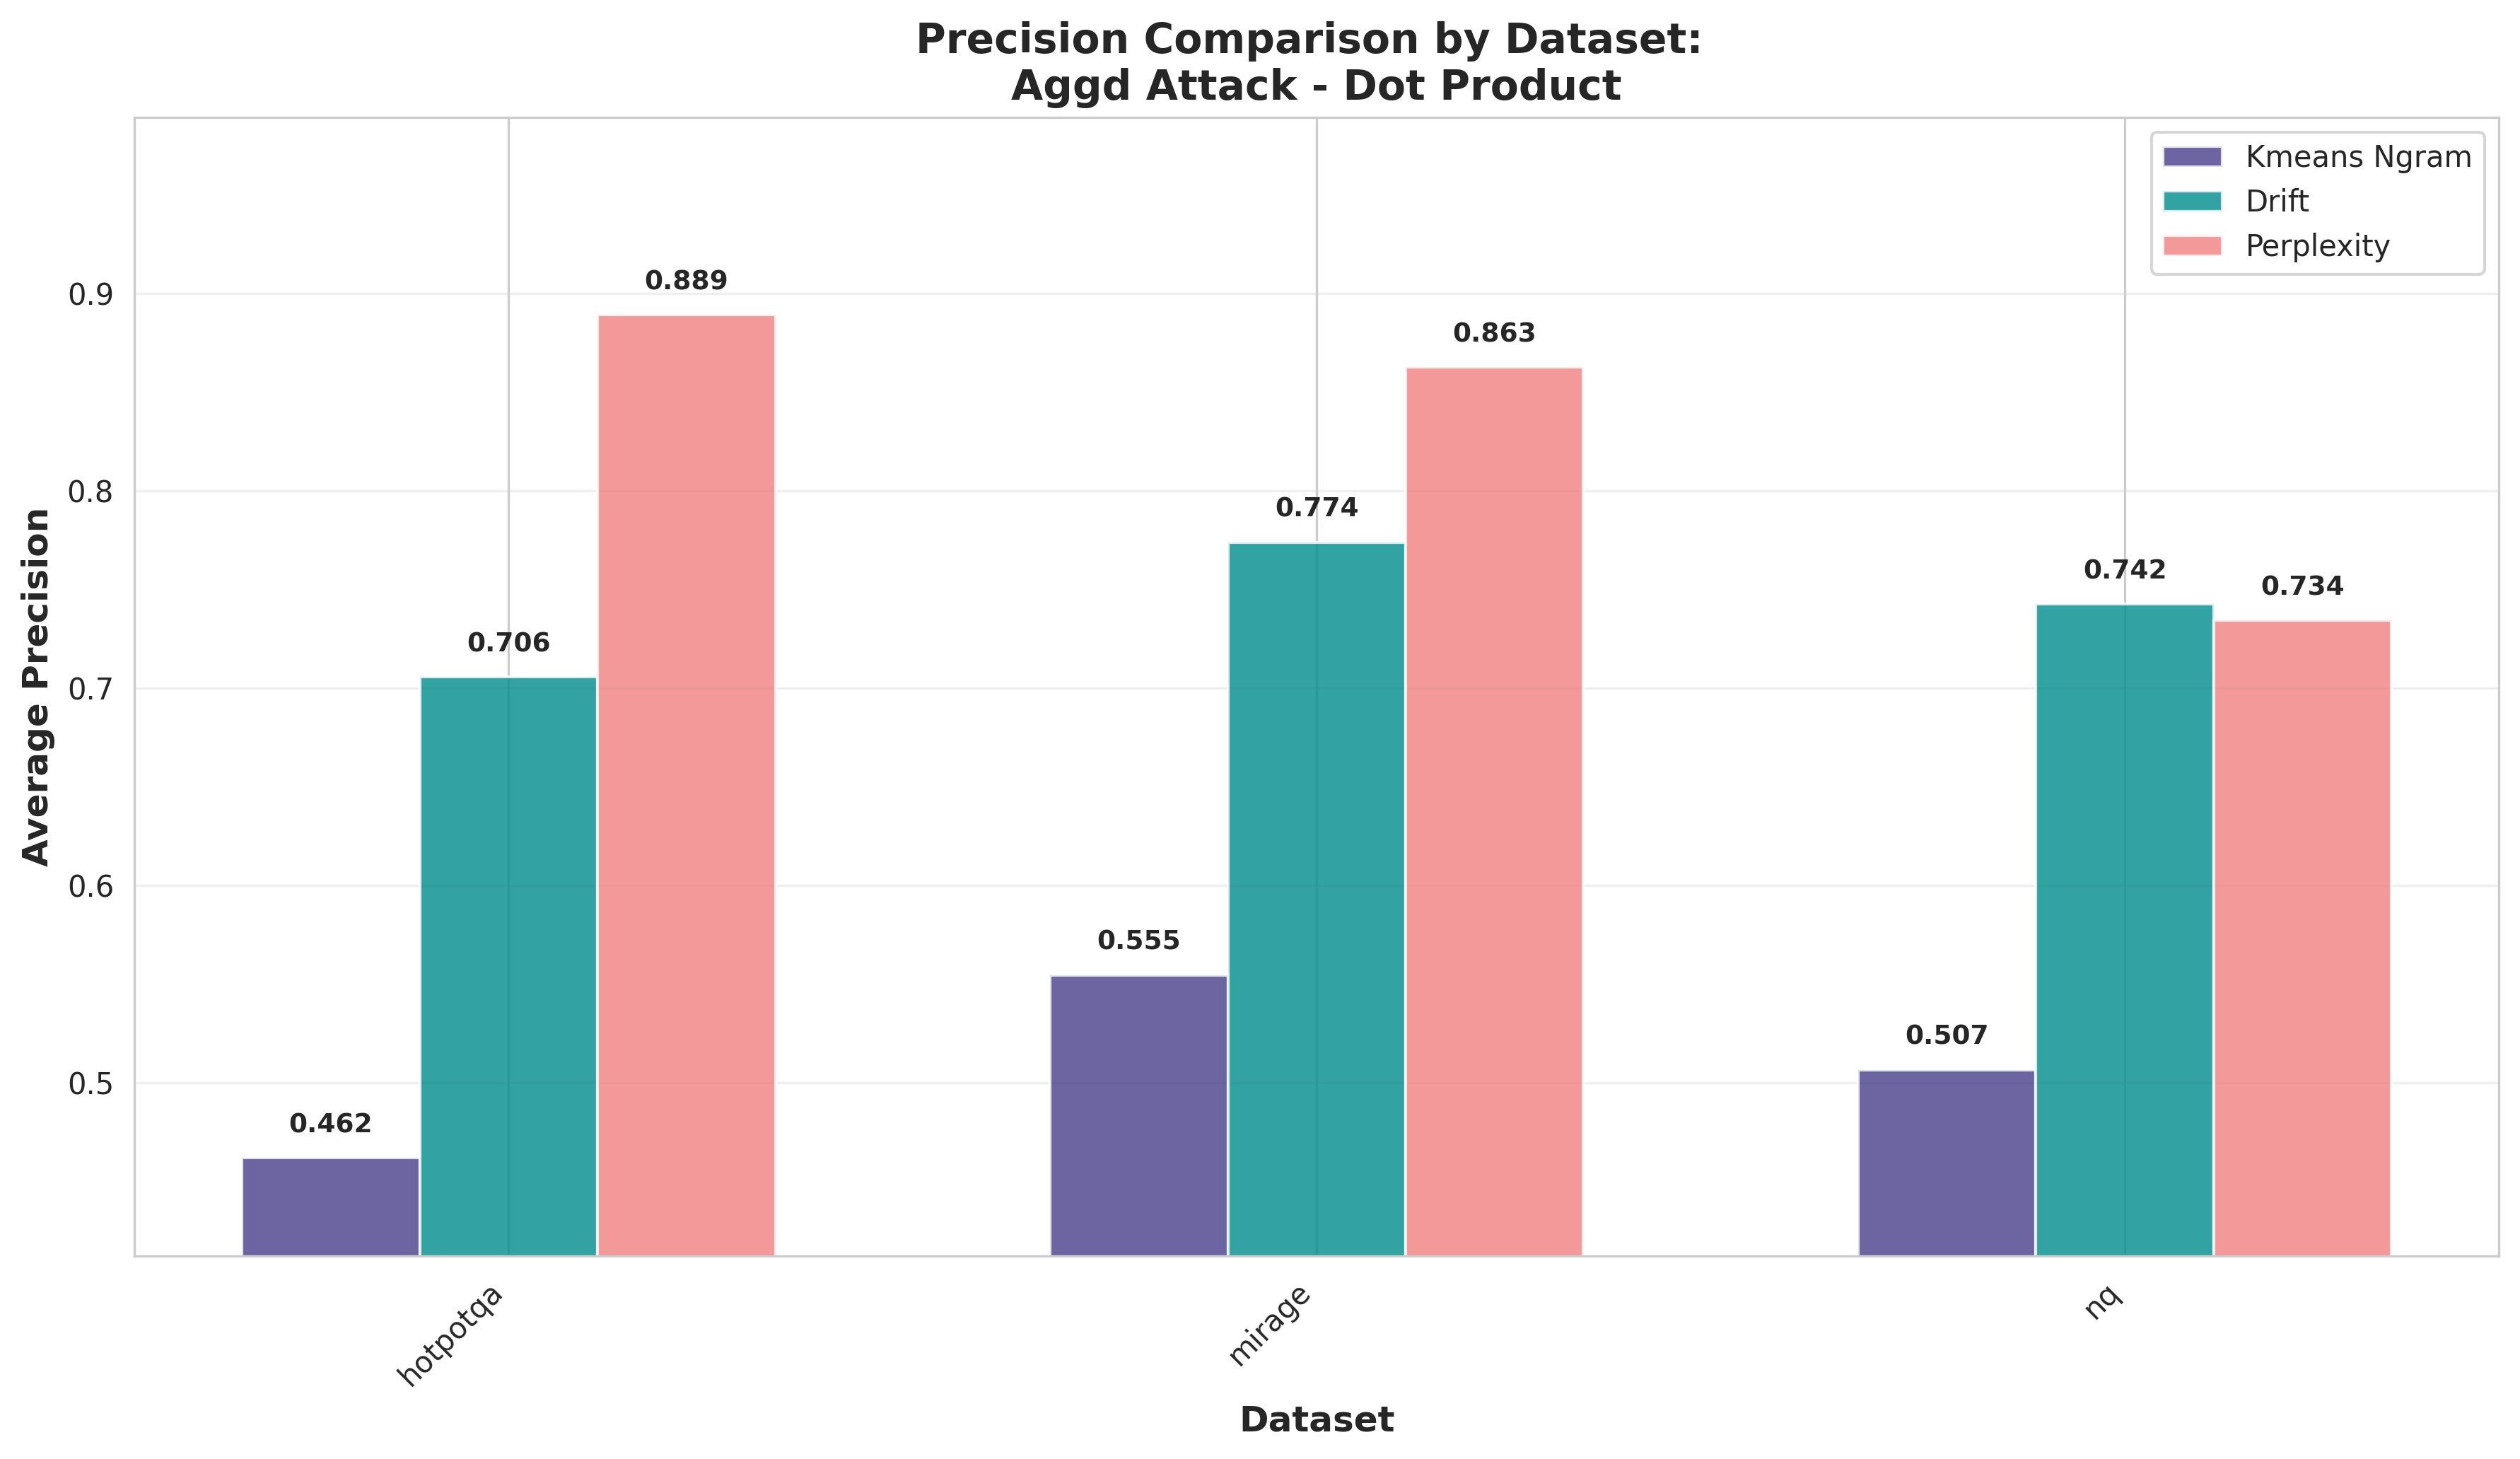 Precision Comparison by Dataset:
Aggd Attack - Dot Product
Kmeans Ngram
Drift
Perplexity
Average Precision
0.9
0.8
0.7
0.6
0.5
0.462
0.706
0.889
0.555
0.774
0.863
0.507
0.742
0.734
hotpotqa
mirage
nq
Dataset